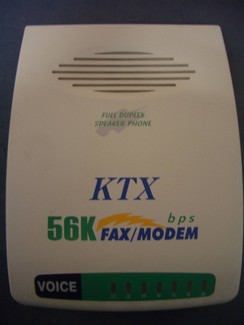 FULL DUPLEX
SPEAKER PHONE
KTX
56K bps
FAX/MODEM
VOICE